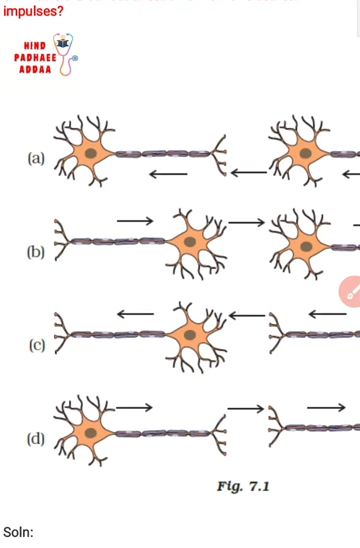 impulses?
HIND
PADHAEE
ADDAA
(a)
(b)
(c)
(d)
Fig. 7.1
Soln: